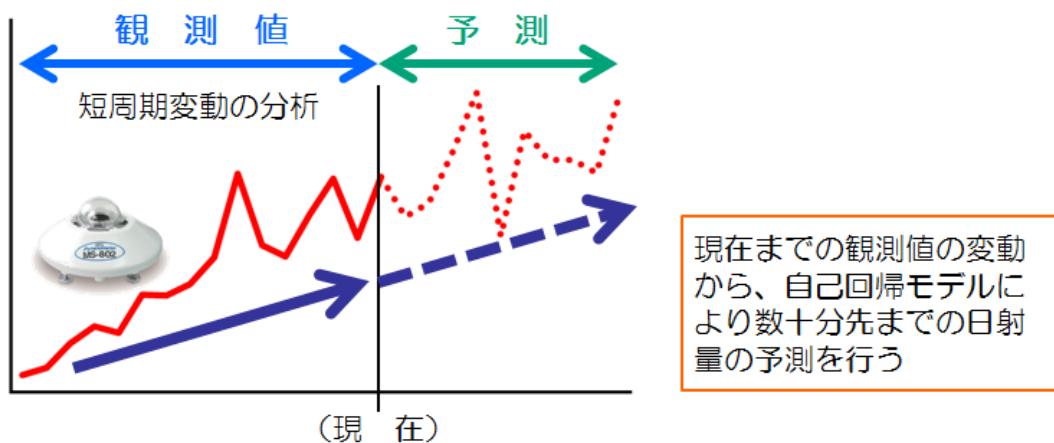 観 測 値
予 測
短周期変動の分析
MS-802
現在までの観測値の変動
から、自己回帰モデルに
より数十分先までの日射
量の予測を行う
（現 在）